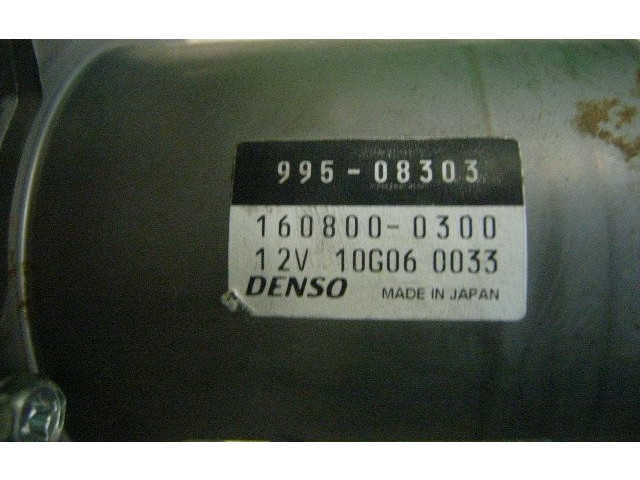 995-08303
160800-0300
12V 10G06 0033
DENSO MADE IN JAPAN